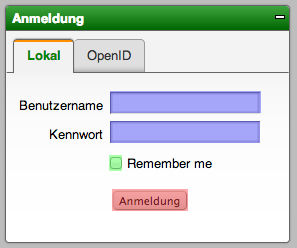 Anmeldung
Lokal OpenID
Benutzername
Kennwort
Remember me
Anmeldung